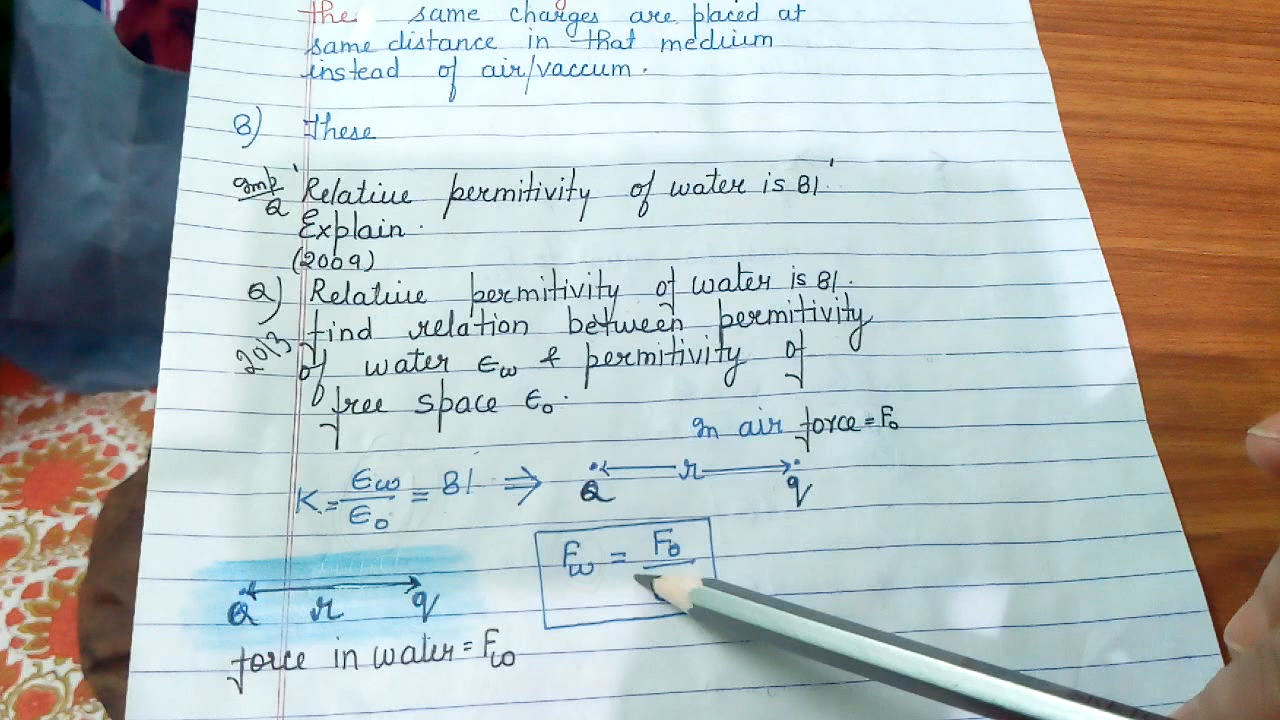 the same charges are placed at
same distance in that medium
instead of air/vaccum.
8) These
Imp 'Relative permitivity of water is 81'
Q Explain.
(2009)
Q) Relative permitivity of water is 81.
2013 find relation between permitivity
of water ϵw & permitivity of
free space ϵ₀.
In air force = F₀
K = ϵw/ϵ₀ = 81 ⇒ Q r q
Fw = F₀
Q r q
force in water = Fw